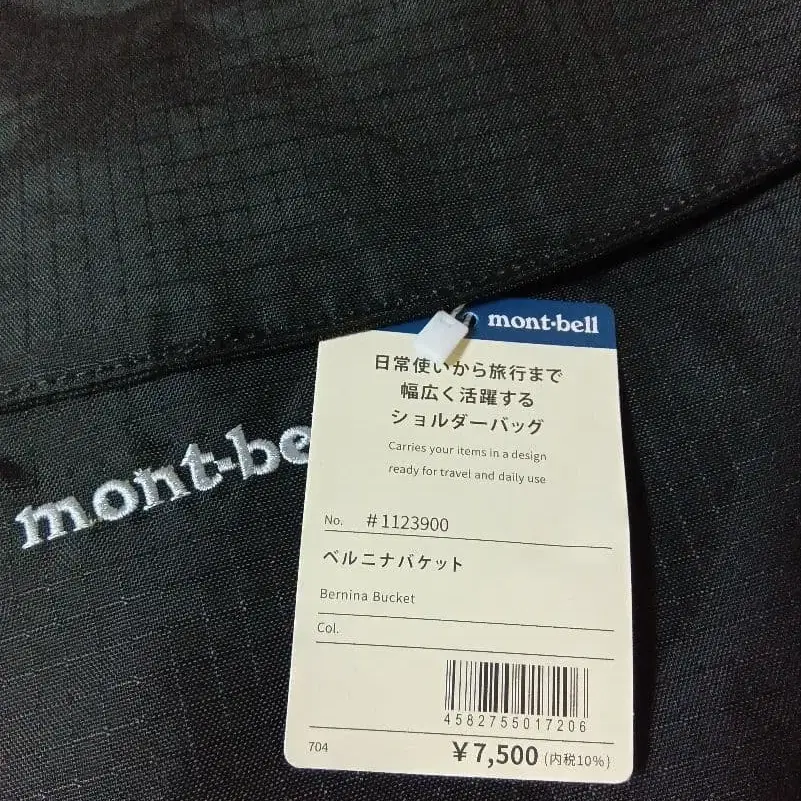 mont-bell
日常使いから旅行まで
幅広く活躍する
ショルダーバッグ
Carries your items in a design
ready for travel and daily use
mont-be
No. #1123900
ベルニナバケット
Bernina Bucket
Col.
4582755017206
704 ¥7,500 (内税10%)